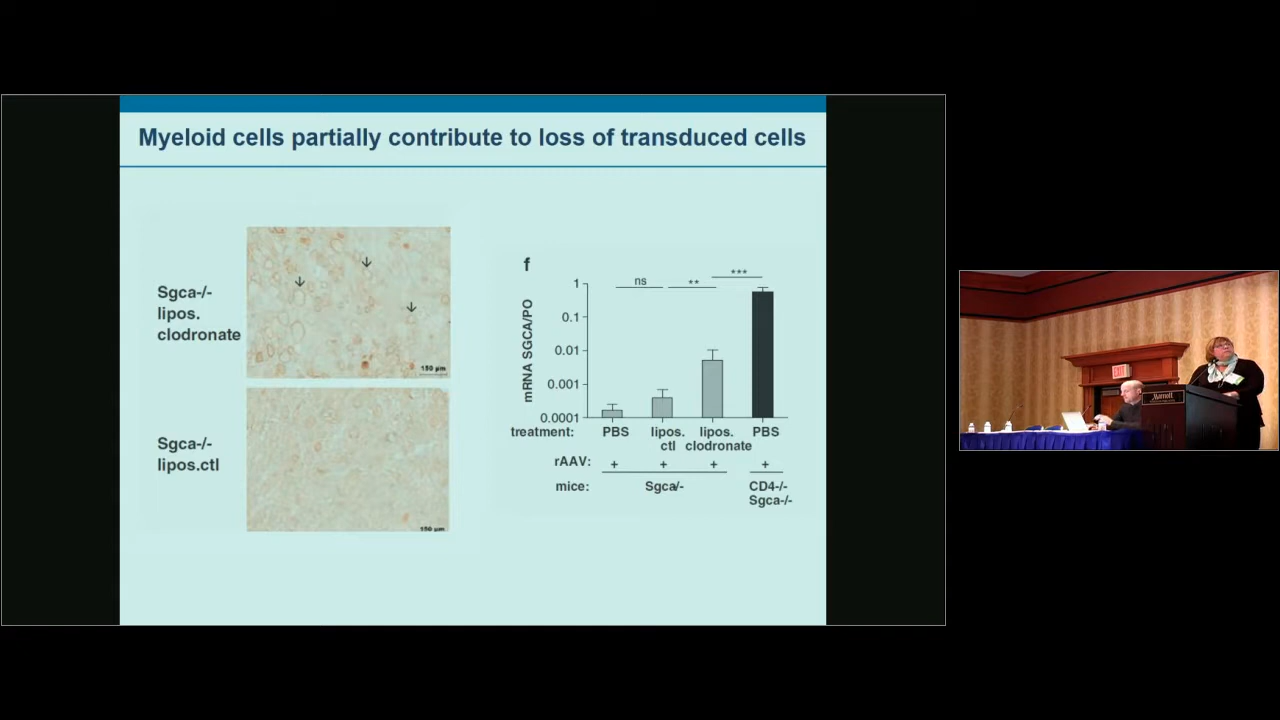 Myeloid cells partially contribute to loss of transduced cells
Sgca-/-
lipos.
clodronate
150 µm
Sgca-/-
lipos.ctl
150 µm
f
mRNA SGCA/PO
1
0.1
0.01
0.001
0.0001
ns
**
***
treatment:
PBS
lipos.
ctl
lipos.
clodronate
PBS
rAAV:
+
+
+
+
mice:
Sgca-/-
CD4-/-
Sgca-/-
EXIT
Marriott